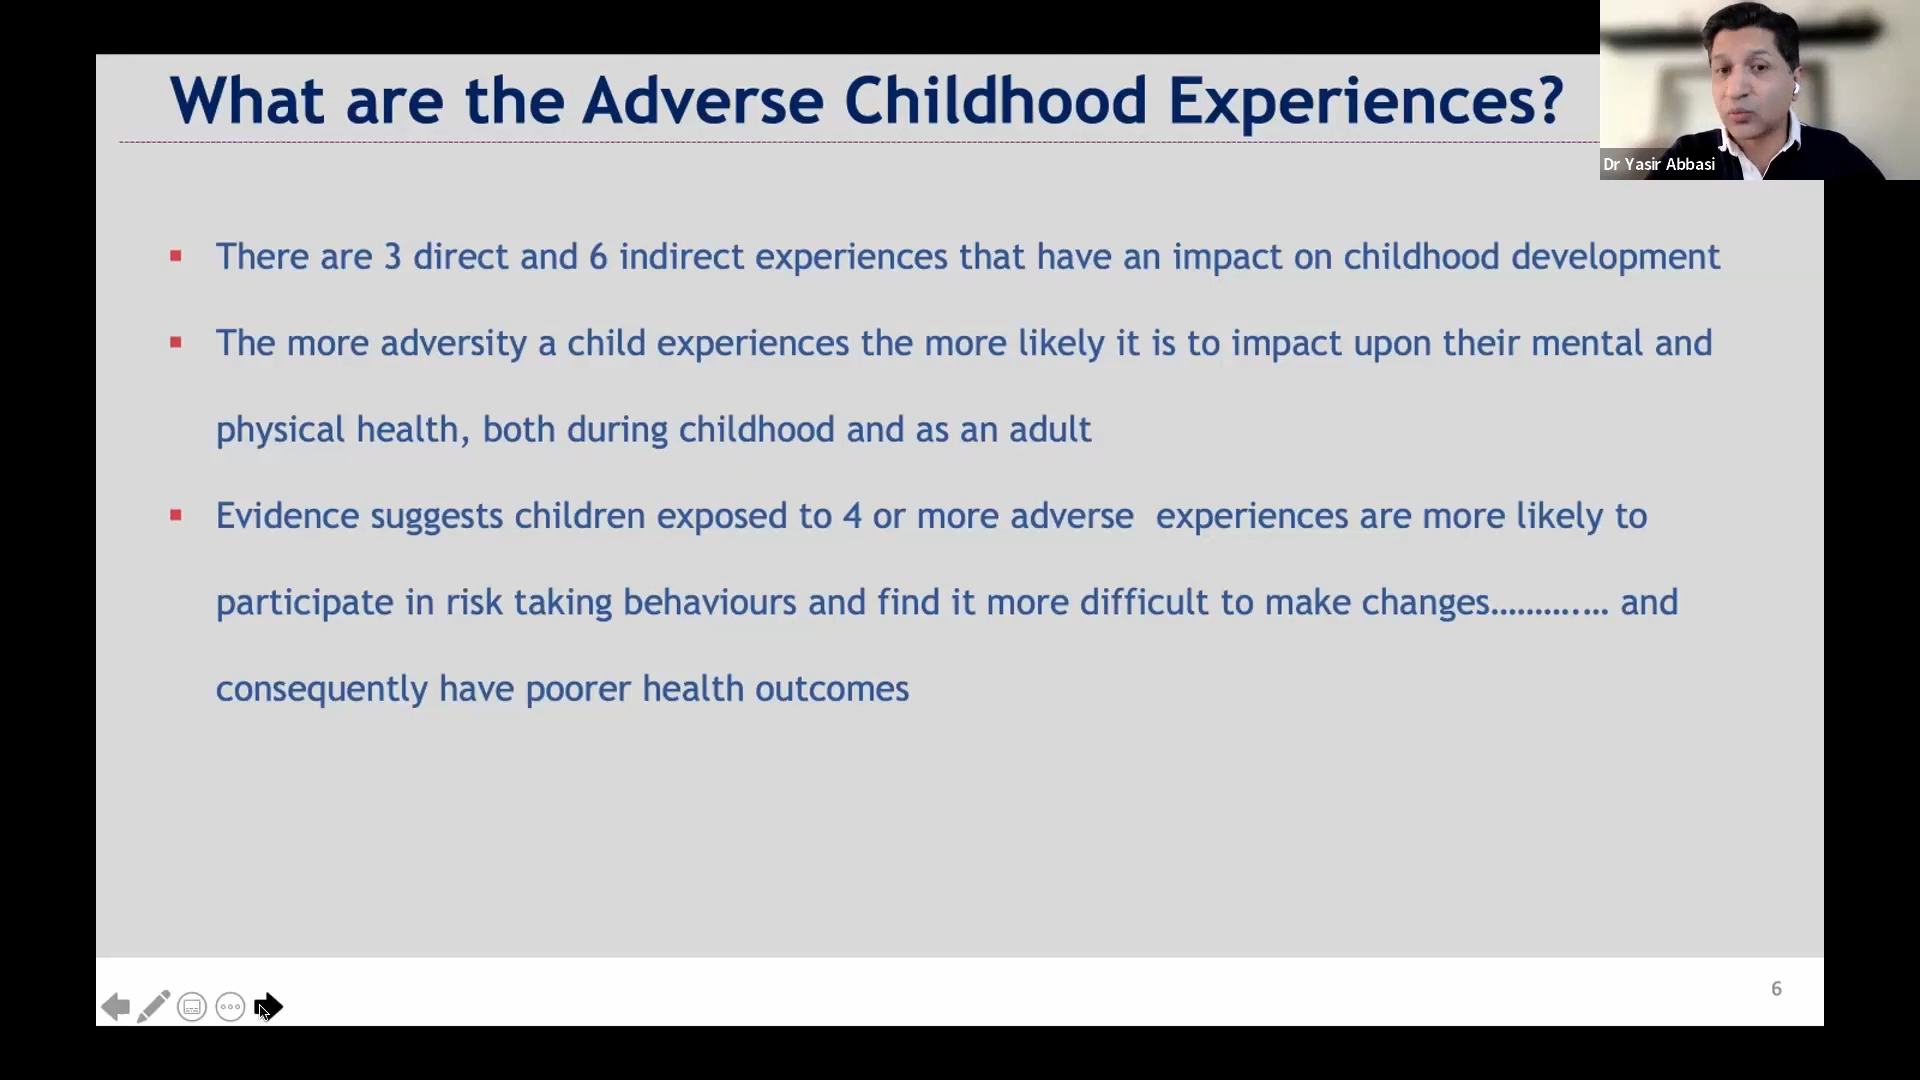 What are the Adverse Childhood Experiences?
Dr Yasir Abbasi
▪ There are 3 direct and 6 indirect experiences that have an impact on childhood development
▪ The more adversity a child experiences the more likely it is to impact upon their mental and
physical health, both during childhood and as an adult
▪ Evidence suggests children exposed to 4 or more adverse  experiences are more likely to
participate in risk taking behaviours and find it more difficult to make changes…………. and
consequently have poorer health outcomes
6